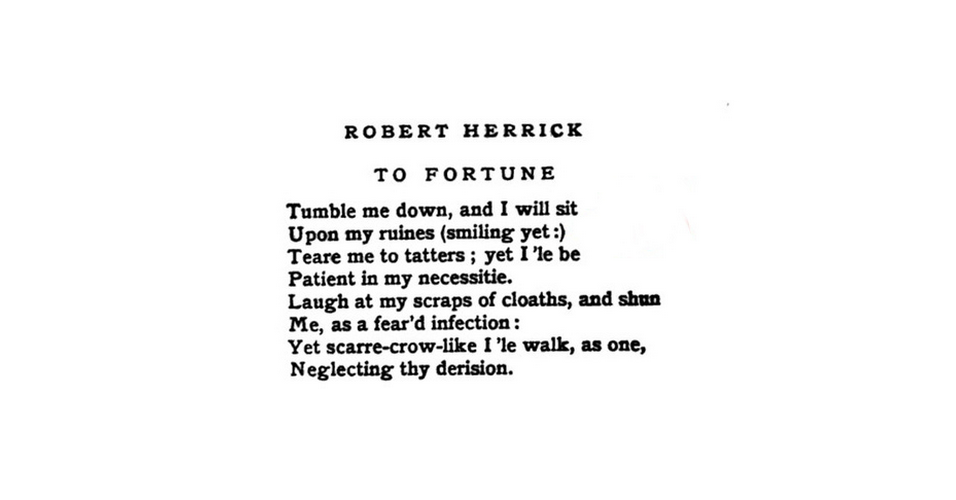 ROBERT HERRICK
TO FORTUNE
Tumble me down, and I will sit
Upon my ruines (smiling yet :)
Teare me to tatters ; yet I 'le be
Patient in my necessitie.
Laugh at my scraps of cloaths, and shun
Me, as a fear'd infection :
Yet scarre-crow-like I 'le walk, as one,
Neglecting thy derision.